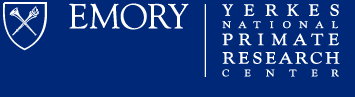 EMORY
YERKES
NATIONAL
PRIMATE
RESEARCH
CENTER